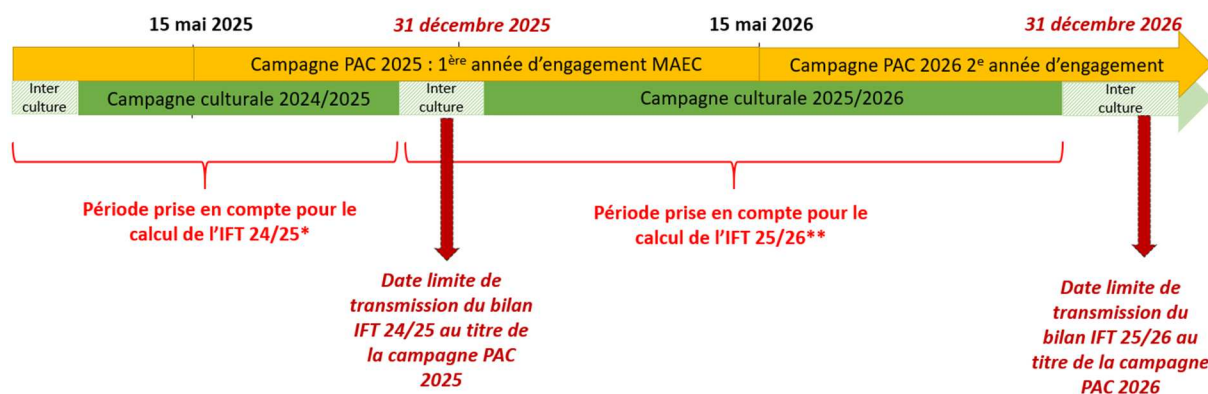 15 mai 2025
31 décembre 2025
15 mai 2026
31 décembre 2026
Campagne PAC 2025 : 1ère année d'engagement MAEC
Campagne PAC 2026 2e année d'engagement
Inter
culture
Campagne culturale 2024/2025
Inter
culture
Campagne culturale 2025/2026
Inter
culture
Période prise en compte pour le
calcul de l'IFT 24/25*
Période prise en compte pour le
calcul de l'IFT 25/26**
Date limite de
transmission du bilan
IFT 24/25 au titre de
la campagne PAC
2025
Date limite de
transmission du
bilan IFT 25/26 au
titre de la campagne
PAC 2026